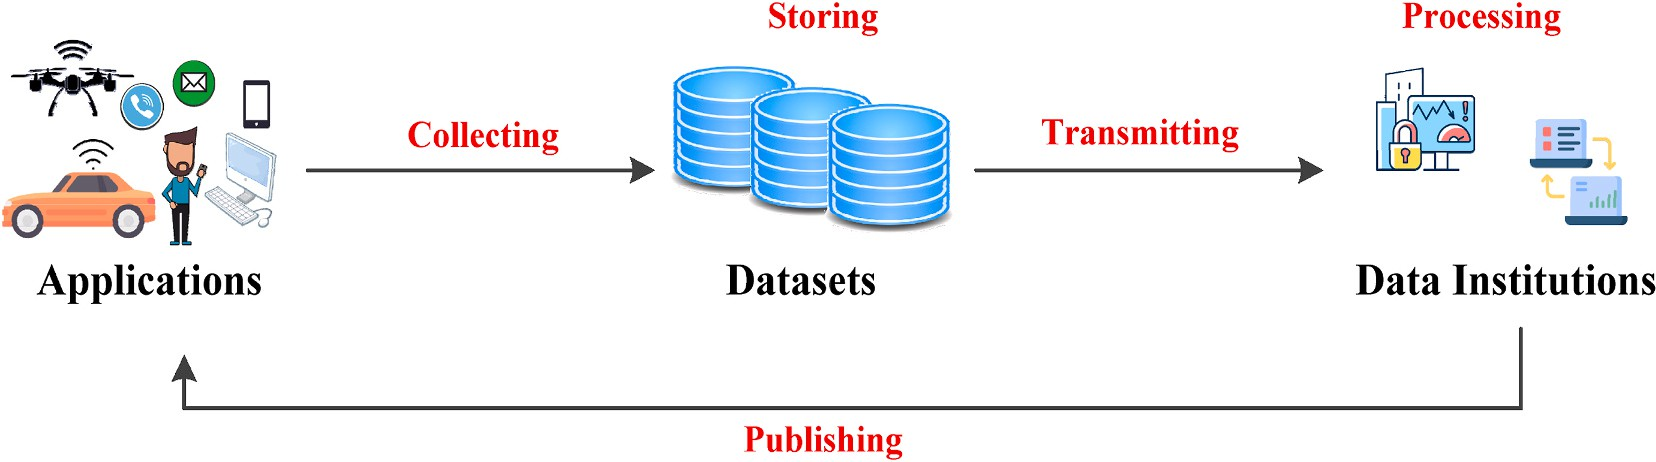 Storing
Processing
Collecting
Transmitting
Applications
Datasets
Data Institutions
Publishing